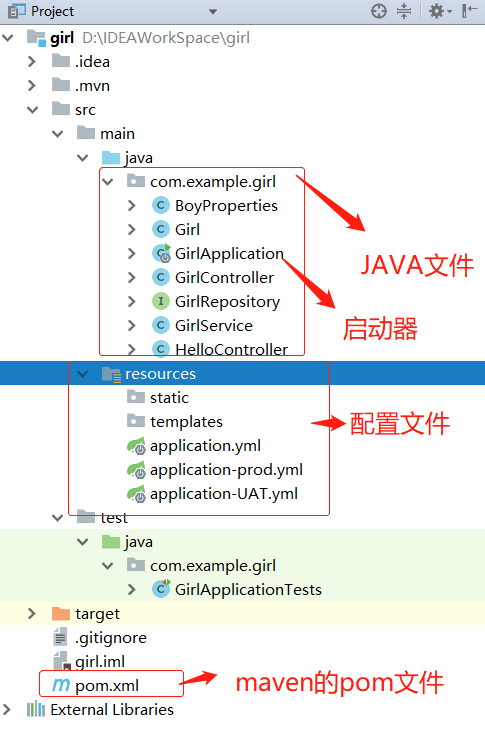 Project
girl D:\IDEAWorkSpace\girl
.idea
.mvn
src
main
java
com.example.girl
BoyProperties
Girl
JAVA文件
GirlApplication
GirlController
GirlRepository
启动器
GirlService
HelloController
resources
static
templates
配置文件
application.yml
application-prod.yml
application-UAT.yml
test
java
com.example.girl
GirlApplicationTests
target
.gitignore
girl.iml
pom.xml
maven的pom文件
External Libraries